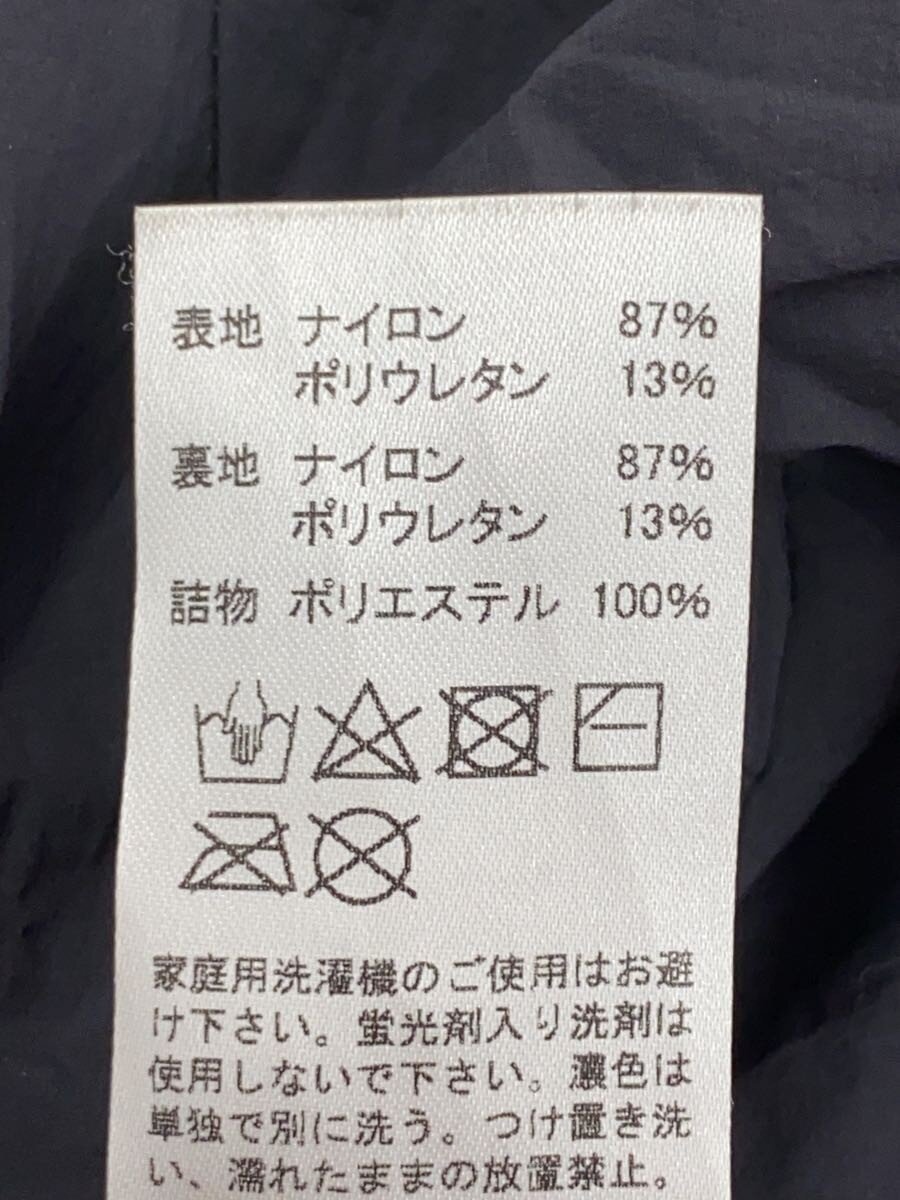 表地 ナイロン 87%
ポリウレタン 13%
裏地 ナイロン 87%
ポリウレタン 13%
詰物 ポリエステル 100%
家庭用洗濯機のご使用はお避
け下さい。蛍光剤入り洗剤は
使用しないで下さい。濃色は
単独で別に洗う。つけ置き洗
い、濡れたままの放置禁止。